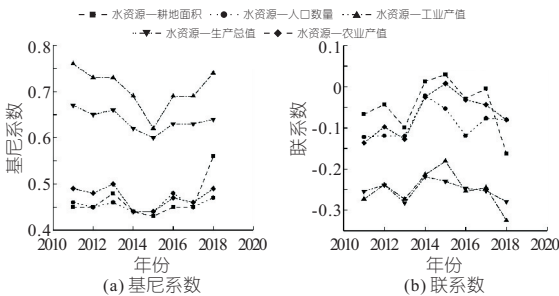 水资源—耕地面积 水资源—人口数量 水资源—工业产值
水资源—生产总值 水资源—农业产值
0.8
0.7
0.6
0.5
0.4
基尼系数
2010 2012 2014 2016 2018 2020
年份
(a) 基尼系数
0.1
0
-0.1
-0.2
-0.3
联系数
2010 2012 2014 2016 2018 2020
年份
(b) 联系数